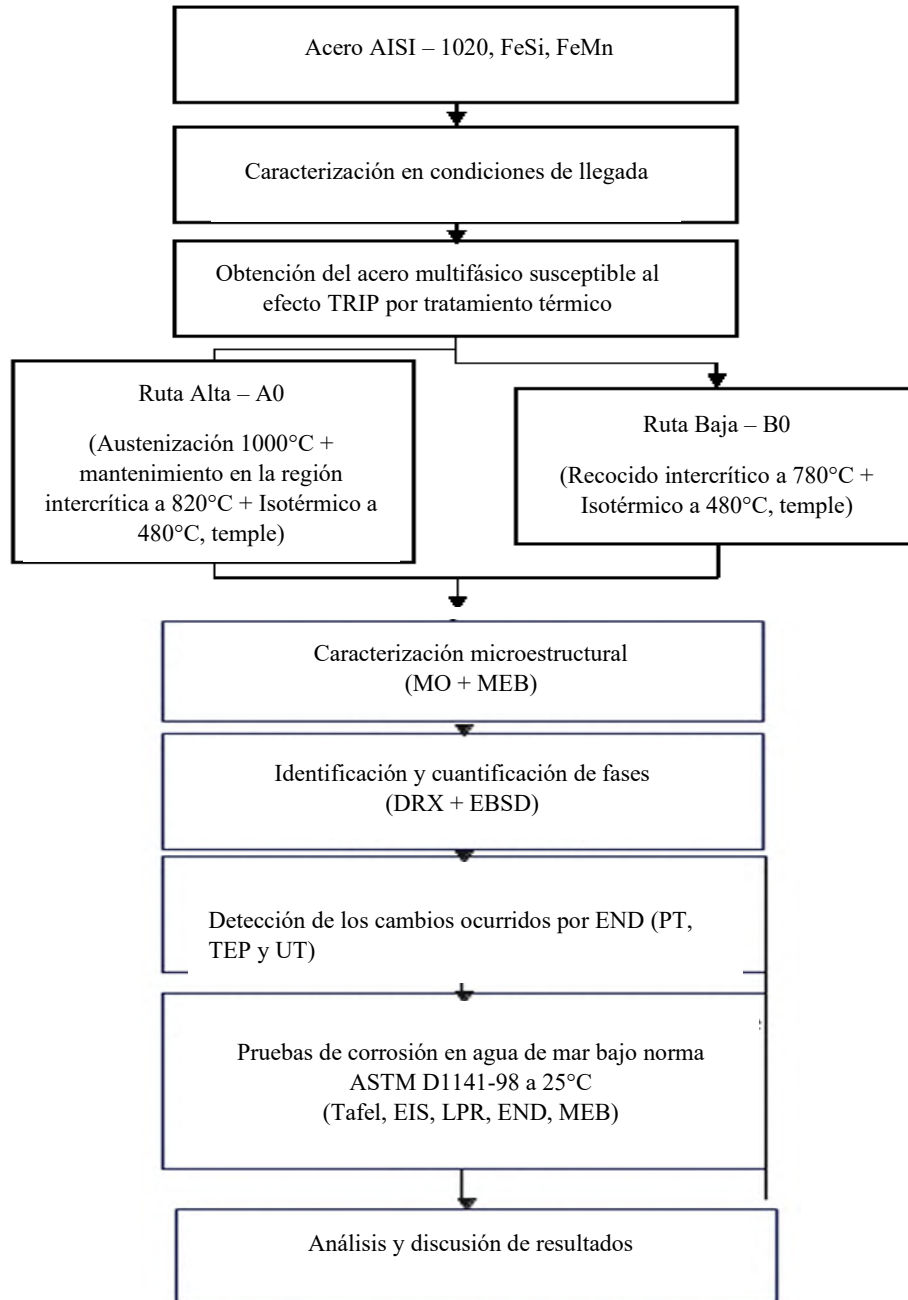 Acero AISI – 1020, FeSi, FeMn
Caracterización en condiciones de llegada
Obtención del acero multifásico susceptible al
efecto TRIP por tratamiento térmico
Ruta Alta – A0
(Austenización 1000°C +
mantenimiento en la región
intercrítica a 820°C + Isotérmico a
480°C, temple)
Ruta Baja – B0
(Recocido intercrítico a 780°C +
Isotérmico a 480°C, temple)
Caracterización microestructural
(MO + MEB)
Identificación y cuantificación de fases
(DRX + EBSD)
Detección de los cambios ocurridos por END (PT,
TEP y UT)
Pruebas de corrosión en agua de mar bajo norma
ASTM D1141-98 a 25°C
(Tafel, EIS, LPR, END, MEB)
Análisis y discusión de resultados